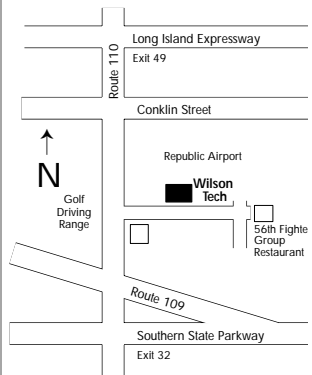 Long Island Expressway
Route 110
Exit 49
Conklin Street
Republic Airport
N
Wilson
Tech
Golf
Driving
Range
56th Fighte
Group
Restaurant
Route 109
Southern State Parkway
Exit 32